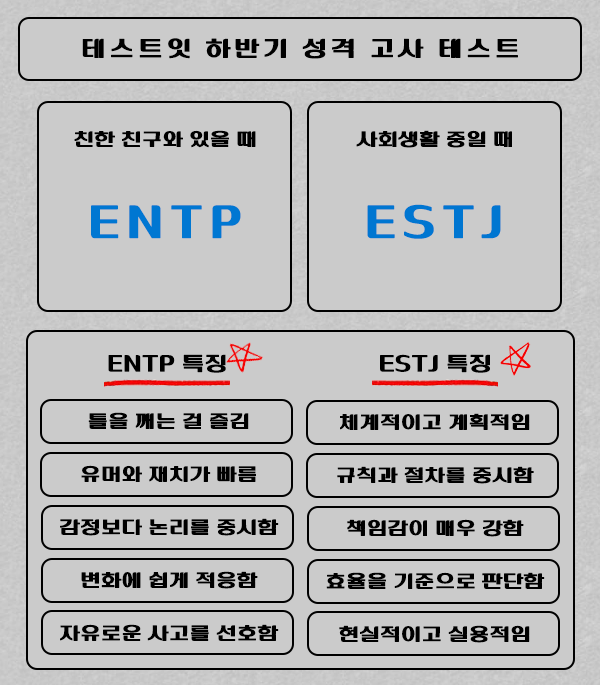 테스트잇 하반기 성격 고사 테스트
친한 친구와 있을 때
사회생활 중일 때
ENTP
ESTJ
ENTP 특징
ESTJ 특징
틀을 깨는 걸 즐김
체계적이고 계획적임
유머와 재치가 빠름
규칙과 절차를 중시함
감정보다 논리를 중시함
책임감이 매우 강함
변화에 쉽게 적응함
효율을 기준으로 판단함
자유로운 사고를 선호함
현실적이고 실용적임